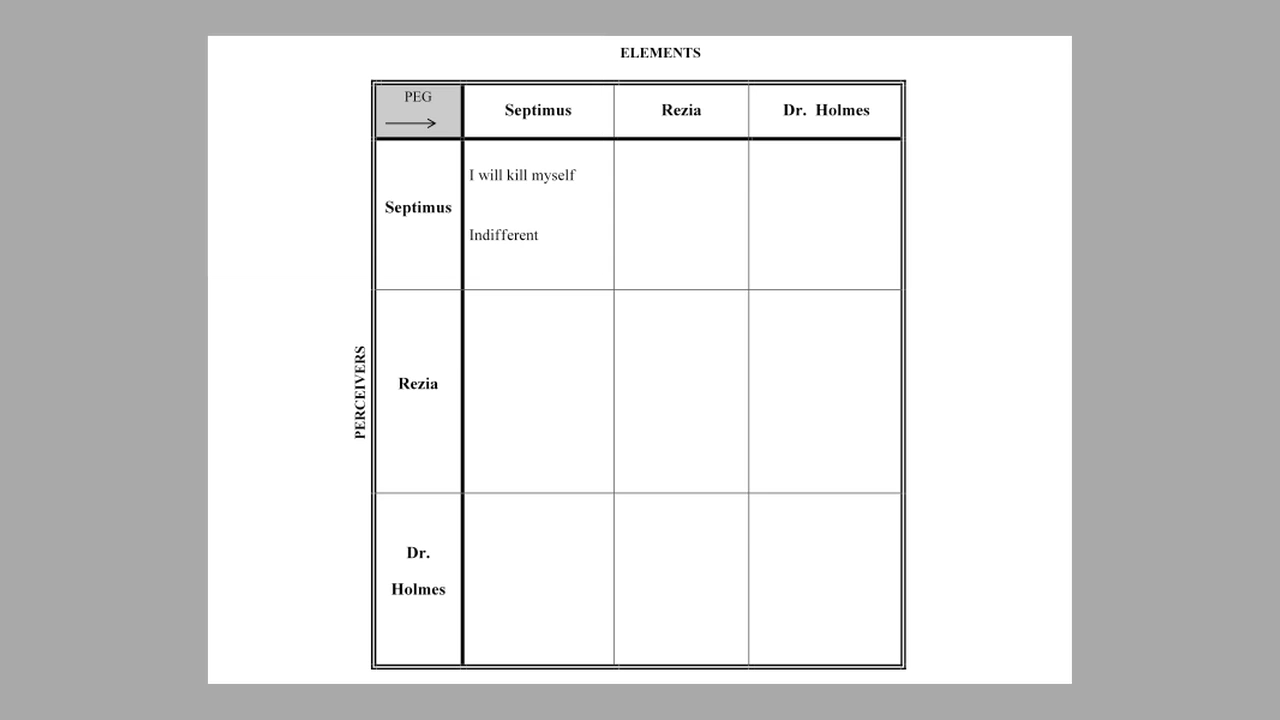 ELEMENTS
PEG
Septimus
Rezia
Dr. Holmes
Septimus
I will kill myself
Indifferent
PERCEIVERS
Rezia
Dr.
Holmes